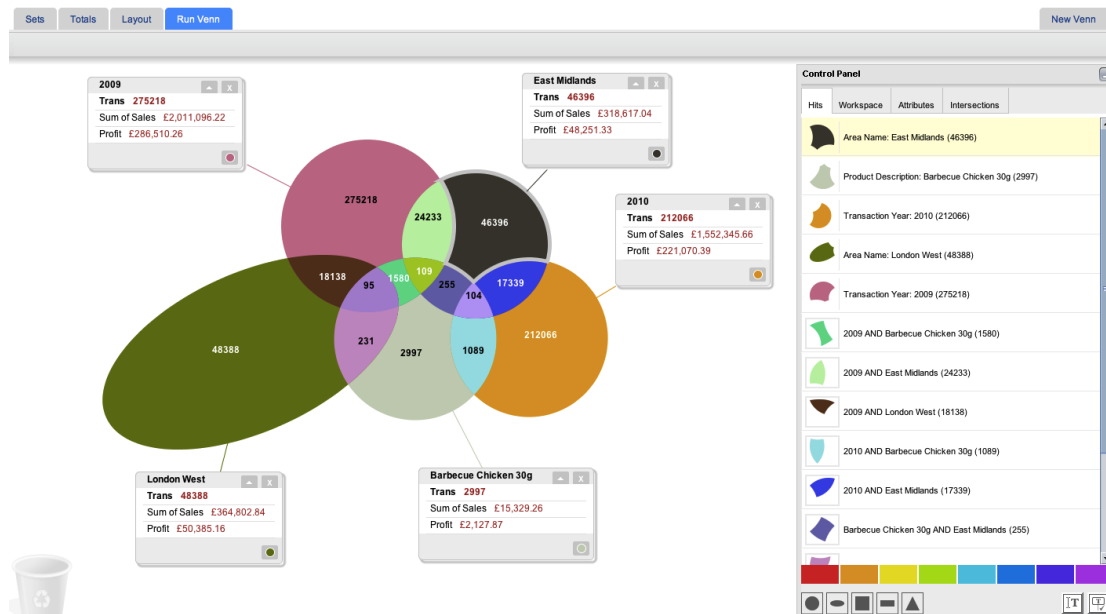 Sets Totals Layout Run Venn New Venn
2009
Trans 275218
Sum of Sales £2,011,096.22
Profit £286,510.26
East Midlands
Trans 46396
Sum of Sales £318,617.04
Profit £48,251.33
2010
Trans 212066
Sum of Sales £1,552,345.66
Profit £221,070.39
275218
24233
46396
18138
95
1580
109
255
104
17339
48388
231
2997
1089
212066
London West
Trans 48388
Sum of Sales £364,802.84
Profit £50,385.16
Barbecue Chicken 30g
Trans 2997
Sum of Sales £15,329.26
Profit £2,127.87
Control Panel
Hits Workspace Attributes Intersections
Area Name: East Midlands (46396)
Product Description: Barbecue Chicken 30g (2997)
Transaction Year: 2010 (212066)
Area Name: London West (48388)
Transaction Year: 2009 (275218)
2009 AND Barbecue Chicken 30g (1580)
2009 AND East Midlands (24233)
2009 AND London West (18138)
2010 AND Barbecue Chicken 30g (1089)
2010 AND East Midlands (17339)
Barbecue Chicken 30g AND East Midlands (255)